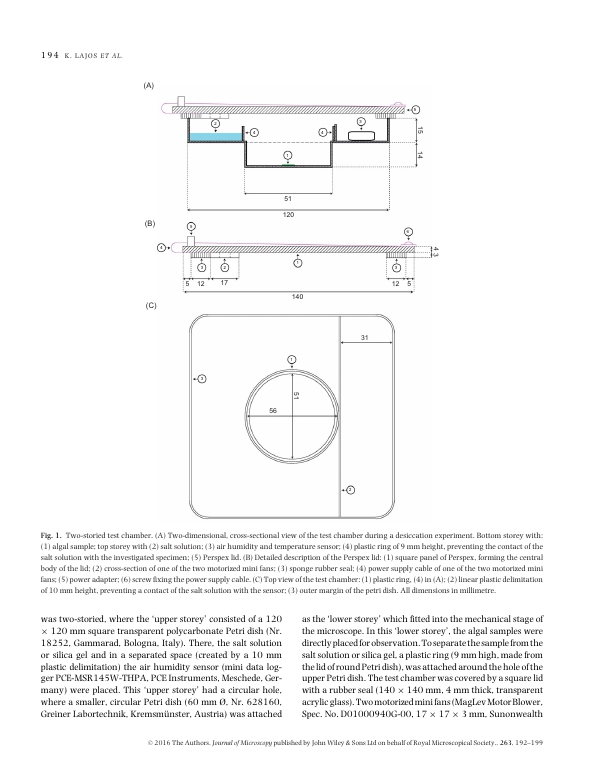 194 K. LAJOS ET AL.
(A)
5
2
4
4
3
1
15
14
51
120
(B)
5
6
4
3
2
1
3
4
3
5 12 17
12 5
140
(C)
31
1
3
51
56
2
Fig. 1. Two-storied test chamber. (A) Two-dimensional, cross-sectional view of the test chamber during a desiccation experiment. Bottom storey with:
(1) algal sample; top storey with (2) salt solution; (3) air humidity and temperature sensor; (4) plastic ring of 9 mm height, preventing the contact of the
salt solution with the investigated specimen; (5) Perspex lid. (B) Detailed description of the Perspex lid: (1) square panel of Perspex, forming the central
body of the lid; (2) cross-section of one of the two motorized mini fans; (3) sponge rubber seal; (4) power supply cable of one of the two motorized mini
fans; (5) power adapter; (6) screw fixing the power supply cable. (C) Top view of the test chamber: (1) plastic ring, (4) in (A); (2) linear plastic delimitation
of 10 mm height, preventing a contact of the salt solution with the sensor; (3) outer margin of the petri dish. All dimensions in millimetre.
was two-storied, where the ‘upper storey’ consisted of a 120
× 120 mm square transparent polycarbonate Petri dish (Nr.
18252, Gammarad, Bologna, Italy). There, the salt solution
or silica gel and in a separated space (created by a 10 mm
plastic delimitation) the air humidity sensor (mini data log-
ger PCE-MSR145W-THPA, PCE Instruments, Meschede, Ger-
many) were placed. This ‘upper storey’ had a circular hole,
where a smaller, circular Petri dish (60 mm Ø, Nr. 628160,
Greiner Labortechnik, Kremsmünster, Austria) was attached
as the ‘lower storey’ which fitted into the mechanical stage of
the microscope. In this ‘lower storey’, the algal samples were
directly placed for observation. To separate the sample from the
salt solution or silica gel, a plastic ring (9 mm high, made from
the lid of round Petri dish), was attached around the hole of the
upper Petri dish. The test chamber was covered by a square lid
with a rubber seal (140 × 140 mm, 4 mm thick, transparent
acrylic glass). Two motorized mini fans (MagLev Motor Blower,
Spec. No. D01000940G-00, 17 × 17 × 3 mm, Sunonwealth
© 2016 The Authors. Journal of Microscopy published by John Wiley & Sons Ltd on behalf of Royal Microscopical Society., 263, 192–199